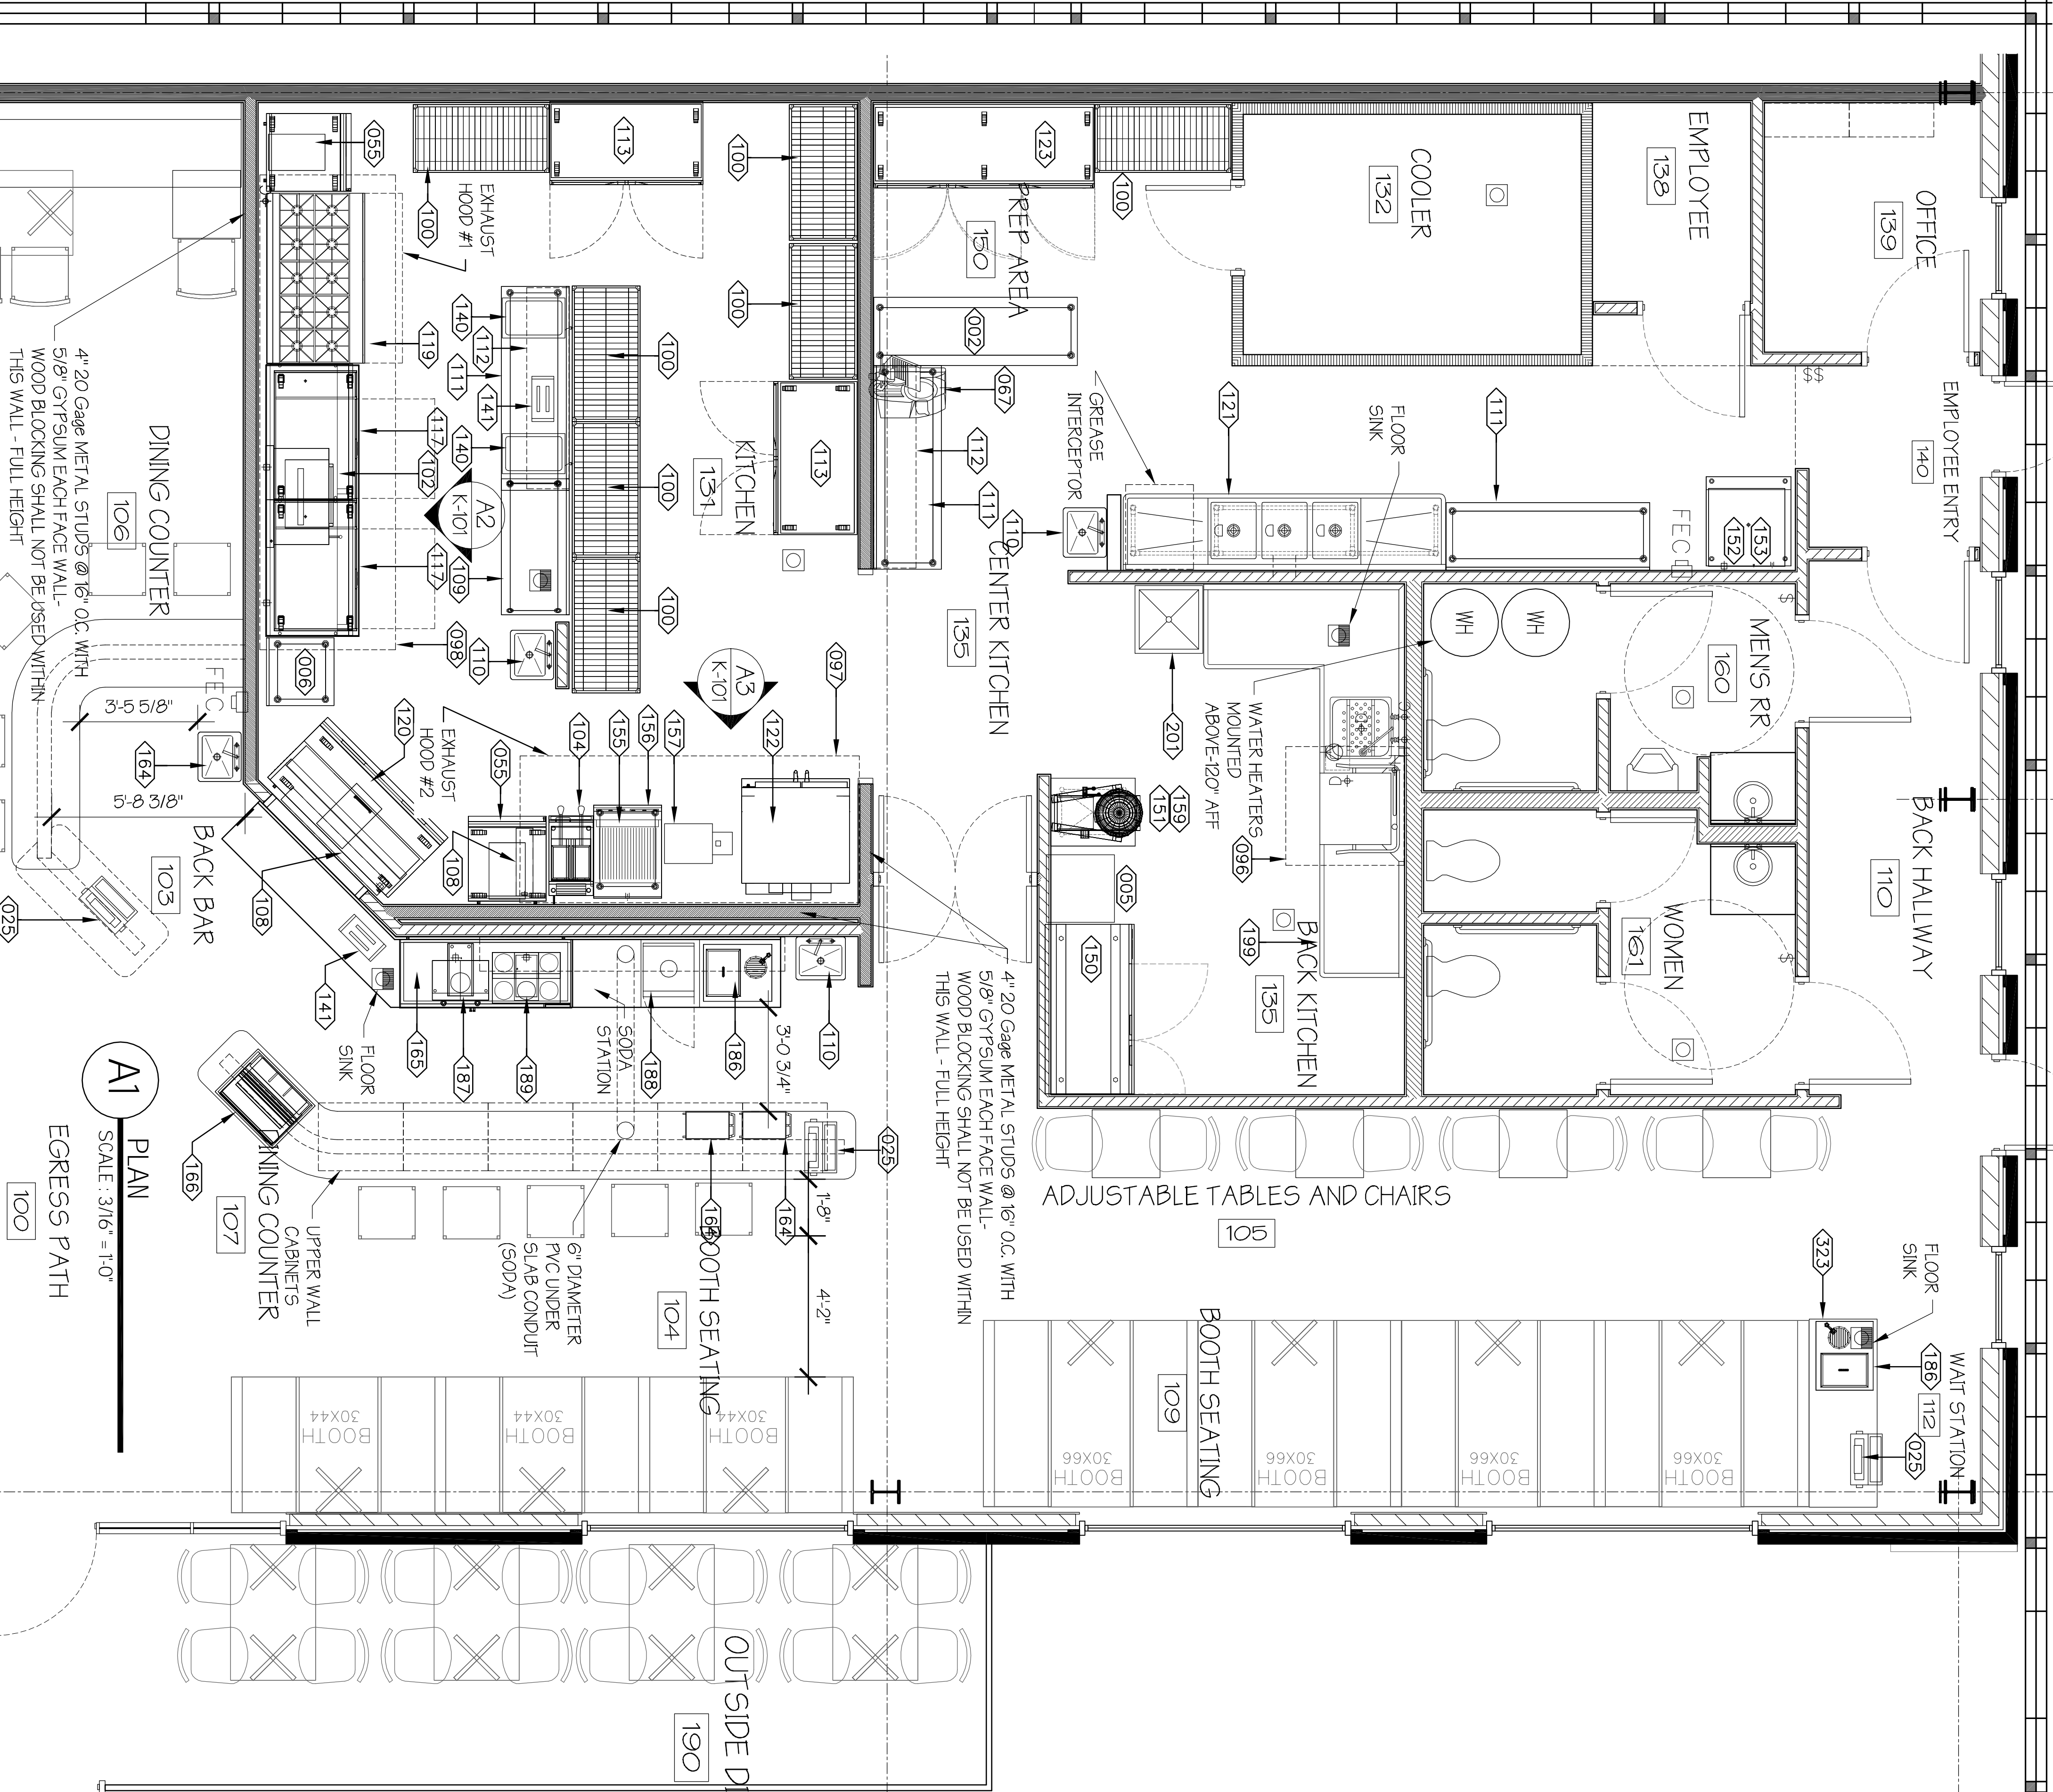 OFFICE
139
EMPLOYEE
138
COOLER
132
EMPLOYEE ENTRY
140
$$
PREP AREA
150
100
123
002
067
112
111
GREASE
INTERCEPTOR
121
FLOOR
SINK
111
110
FEC
152
153
CENTER KITCHEN
135
KITCHEN
131
113
100
100
100
113
100
EXHAUST
HOOD #1
055
140
112
111
141
140
109
110
100
100
100
119
117
102
117
098
006
A2
K-101
A3
K-101
097
4" 20 Gage METAL STUDS @ 16" O.C. WITH
5/8" GYPSUM EACH FACE WALL-
WOOD BLOCKING SHALL NOT BE USED WITHIN
THIS WALL - FULL HEIGHT
DINING COUNTER
106
FEC
3'-5 5/8"
164
5'-8 3/8"
BACK BAR
103
025
108
120
EXHAUST
HOOD #2
055
108
104
155
156
157
122
MEN'S RR
160
$
WH
WH
WATER HEATERS
MOUNTED
ABOVE-120" AFF
FLOOR
SINK
201
096
151
159
005
150
199
BACK KITCHEN
135
WOMEN
161
$
BACK HALLWAY
110
4" 20 Gage METAL STUDS @ 16" O.C. WITH
5/8" GYPSUM EACH FACE WALL-
WOOD BLOCKING SHALL NOT BE USED WITHIN
THIS WALL - FULL HEIGHT
141
FLOOR
SINK
165
187
189
SODA
STATION
188
186
110
3'-0 3/4"
025
1'-8"
4'-2"
164
165
166
DINING COUNTER
107
UPPER WALL
CABINETS
6" DIAMETER
PVC UNDER
SLAB CONDUIT
(SODA)
BOOTH SEATING
104
A1
PLAN
SCALE : 3/16" = 1'-0"
EGRESS PATH
100
ADJUSTABLE TABLES AND CHAIRS
105
BOOTH SEATING
109
323
FLOOR
SINK
186
WAIT STATION
112
025
BOOTH
30X44
BOOTH
30X44
BOOTH
30X44
BOOTH
30X66
BOOTH
30X66
BOOTH
30X66
BOOTH
30X66
OUTSIDE DI
190